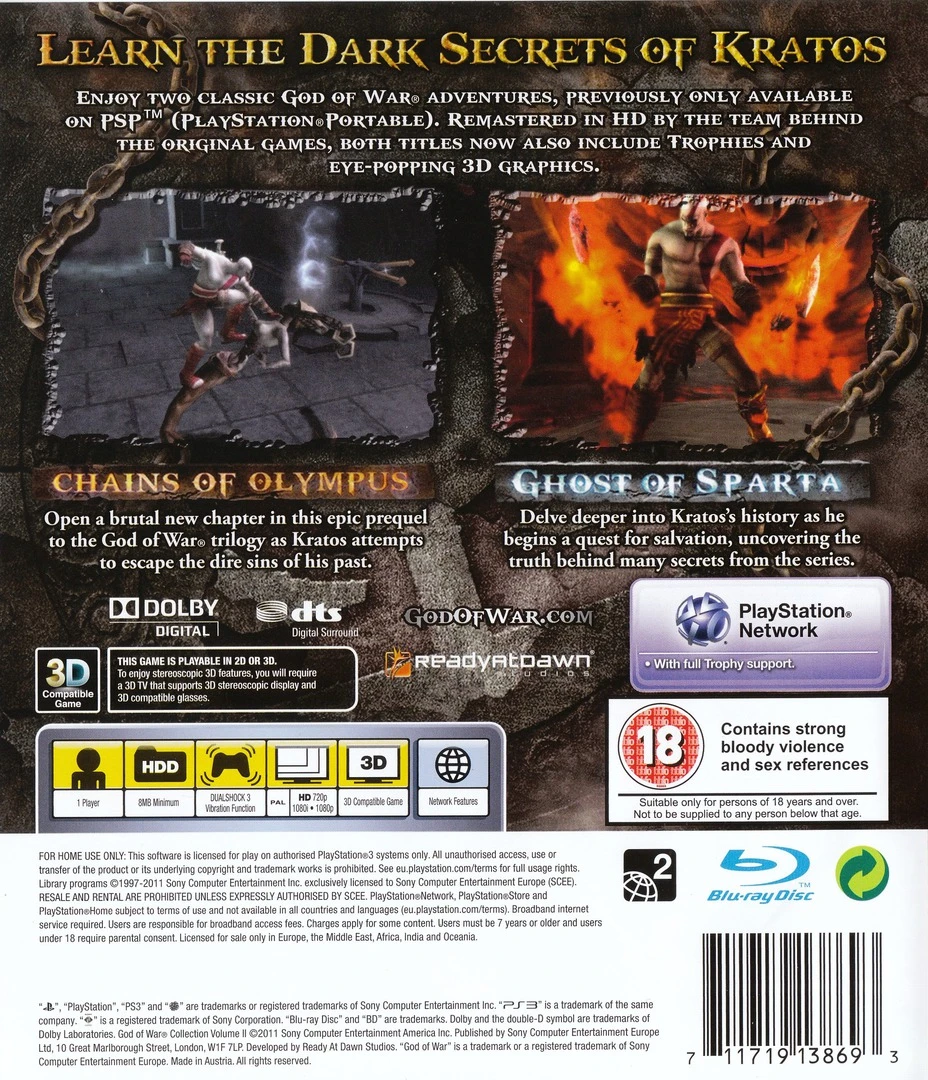 LEARN THE DARK SECRETS OF KRATOS
ENJOY TWO CLASSIC GOD OF WAR® ADVENTURES, PREVIOUSLY ONLY AVAILABLE
ON PSP™ (PLAYSTATION®PORTABLE). REMASTERED IN HD BY THE TEAM BEHIND
THE ORIGINAL GAMES, BOTH TITLES NOW ALSO INCLUDE TROPHIES AND
EYE-POPPING 3D GRAPHICS.
CHAINS OF OLYMPUS
Open a brutal new chapter in this epic prequel
to the God of War® trilogy as Kratos attempts
to escape the dire sins of his past.
GHOST OF SPARTA
Delve deeper into Kratos's history as he
begins a quest for salvation, uncovering the
truth behind many secrets from the series.
DOLBY
DIGITAL
dts
Digital Surround
GODOFWAR.COM
READY AT DAWN®
studios
PlayStation®
Network
• With full Trophy support.
3D
Compatible
Game
THIS GAME IS PLAYABLE IN 2D OR 3D.
To enjoy stereoscopic 3D features, you will require
a 3D TV that supports 3D stereoscopic display and
3D compatible glasses.
18
Contains strong
bloody violence
and sex references
Suitable only for persons of 18 years and over.
Not to be supplied to any person below that age.
1 Player
HDD
8MB Minimum
DUALSHOCK 3
Vibration Function
PAL
HD 720p
1080i • 1080p
3D
3D Compatible Game
Network Features
FOR HOME USE ONLY: This software is licensed for play on authorised PlayStation®3 systems only. All unauthorised access, use or
transfer of the product or its underlying copyright and trademark works is prohibited. See eu.playstation.com/terms for full usage rights.
Library programs ©1997-2011 Sony Computer Entertainment Inc. exclusively licensed to Sony Computer Entertainment Europe (SCEE).
RESALE AND RENTAL ARE PROHIBITED UNLESS EXPRESSLY AUTHORISED BY SCEE. PlayStation®Network, PlayStation®Store and
PlayStation®Home subject to terms of use and not available in all countries and languages (eu.playstation.com/terms). Broadband internet
service required. Users are responsible for broadband access fees. Charges apply for some content. Users must be 7 years or older and users
under 18 require parental consent. Licensed for sale only in Europe, the Middle East, Africa, India and Oceania.
2
Blu-ray Disc™
"", "PlayStation", "PS3" and "" are trademarks or registered trademarks of Sony Computer Entertainment Inc. "PS3" is a trademark of the same
company. "" is a registered trademark of Sony Corporation. "Blu-ray Disc" and "BD" are trademarks. Dolby and the double-D symbol are trademarks of
Dolby Laboratories. God of War® Collection Volume II ©2011 Sony Computer Entertainment America Inc. Published by Sony Computer Entertainment Europe
Ltd, 10 Great Marlborough Street, London, W1F 7LP. Developed by Ready At Dawn Studios. "God of War" is a trademark or a registered trademark of Sony
Computer Entertainment Europe. Made in Austria. All rights reserved.
7 11719 13869 3